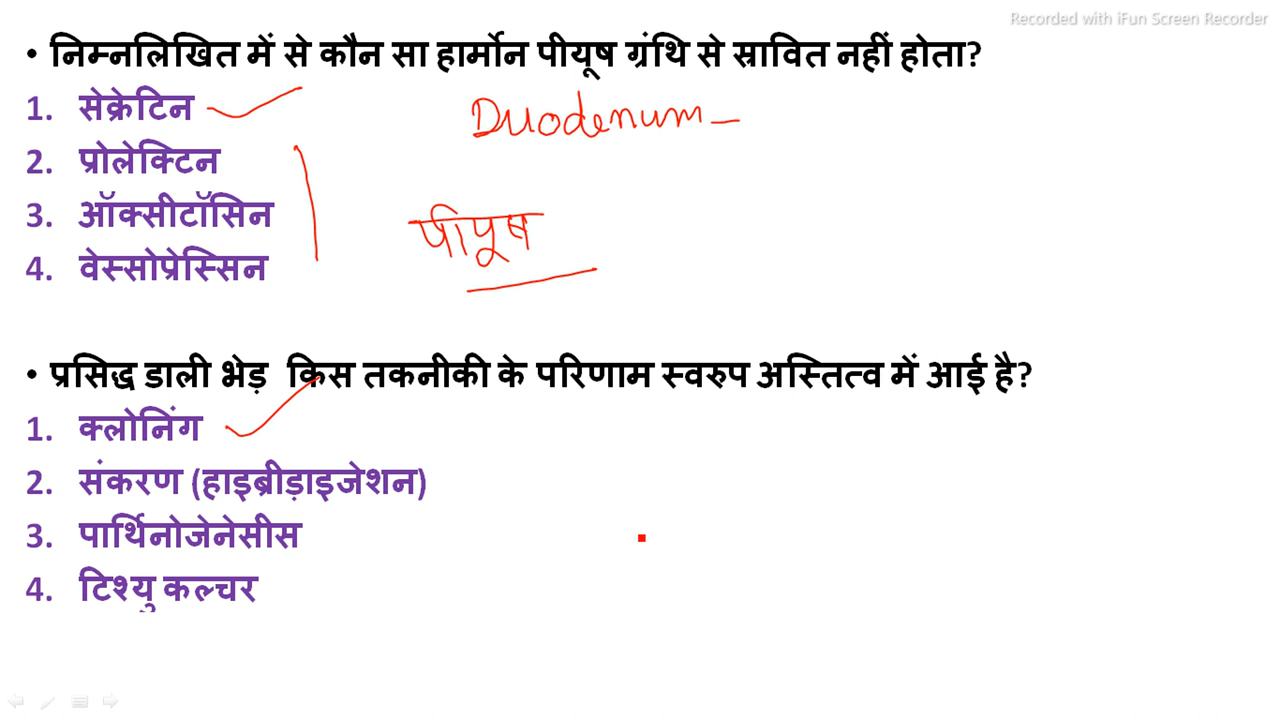 Recorded with iFun Screen Recorder
• निम्नलिखित में से कौन सा हार्मोन पीयूष ग्रंथि से स्रावित नहीं होता?
1. सेक्रेटिन
Duodenum
2. प्रोलेक्टिन
3. ऑक्सीटॉसिन
पीयूष
4. वेस्सोप्रेस्सिन
• प्रसिद्ध डाली भेड़ किस तकनीकी के परिणाम स्वरुप अस्तित्व में आई है?
1. क्लोनिंग
2. संकरण (हाइब्रीड़ाइजेशन)
3. पार्थिनोजेनेसीस
4. टिश्यु कल्चर